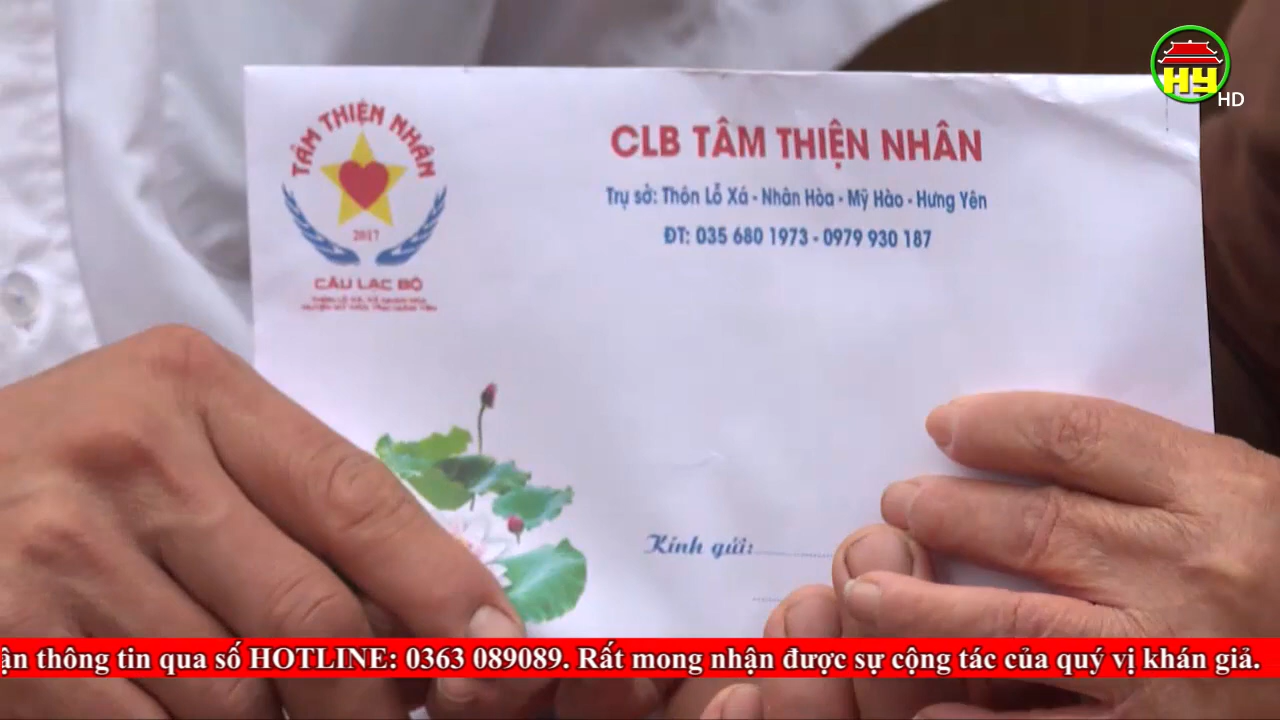 HY
HD
TÂM THIỆN NHÂN
2017
CÂU LẠC BỘ
CLB TÂM THIỆN NHÂN
Trụ sở: Thôn Lỗ Xá - Nhân Hòa - Mỹ Hào - Hưng Yên
ĐT: 035 680 1973 - 0979 930 187
Kính gửi:
ận thông tin qua số HOTLINE: 0363 089089. Rất mong nhận được sự cộng tác của quý vị khán giả.